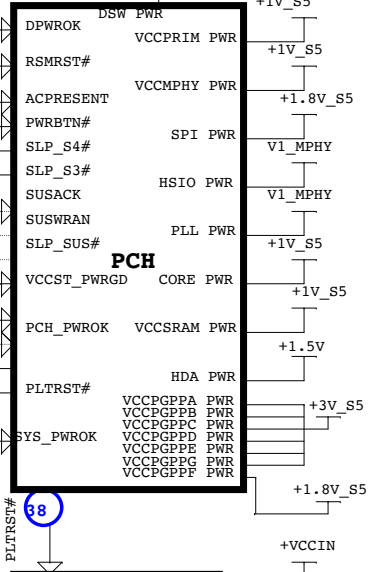 +1V_S5
DSW PWR
DPWROK
VCCPRIM PWR
+1V_S5
RSMRST#
VCCMPHY PWR
+1.8V_S5
ACPRESENT
PWRBTN#
SPI PWR
V1_MPHY
SLP_S4#
SLP_S3#
HSIO PWR
V1_MPHY
SUSACK
SUSWRAN
PLL PWR
+1V_S5
SLP_SUS#
PCH
VCCST_PWRGD
CORE PWR
+1V_S5
PCH_PWROK
VCCSRAM PWR
+1.5V
HDA PWR
PLTRST#
VCCPGPPA PWR
+3V_S5
VCCPGPPB PWR
VCCPGPPC PWR
VCCPGPPD PWR
SYS_PWROK
VCCPGPPE PWR
VCCPGPPG PWR
VCCPGPPF PWR
+1.8V_S5
38
PLTRST#
+VCCIN